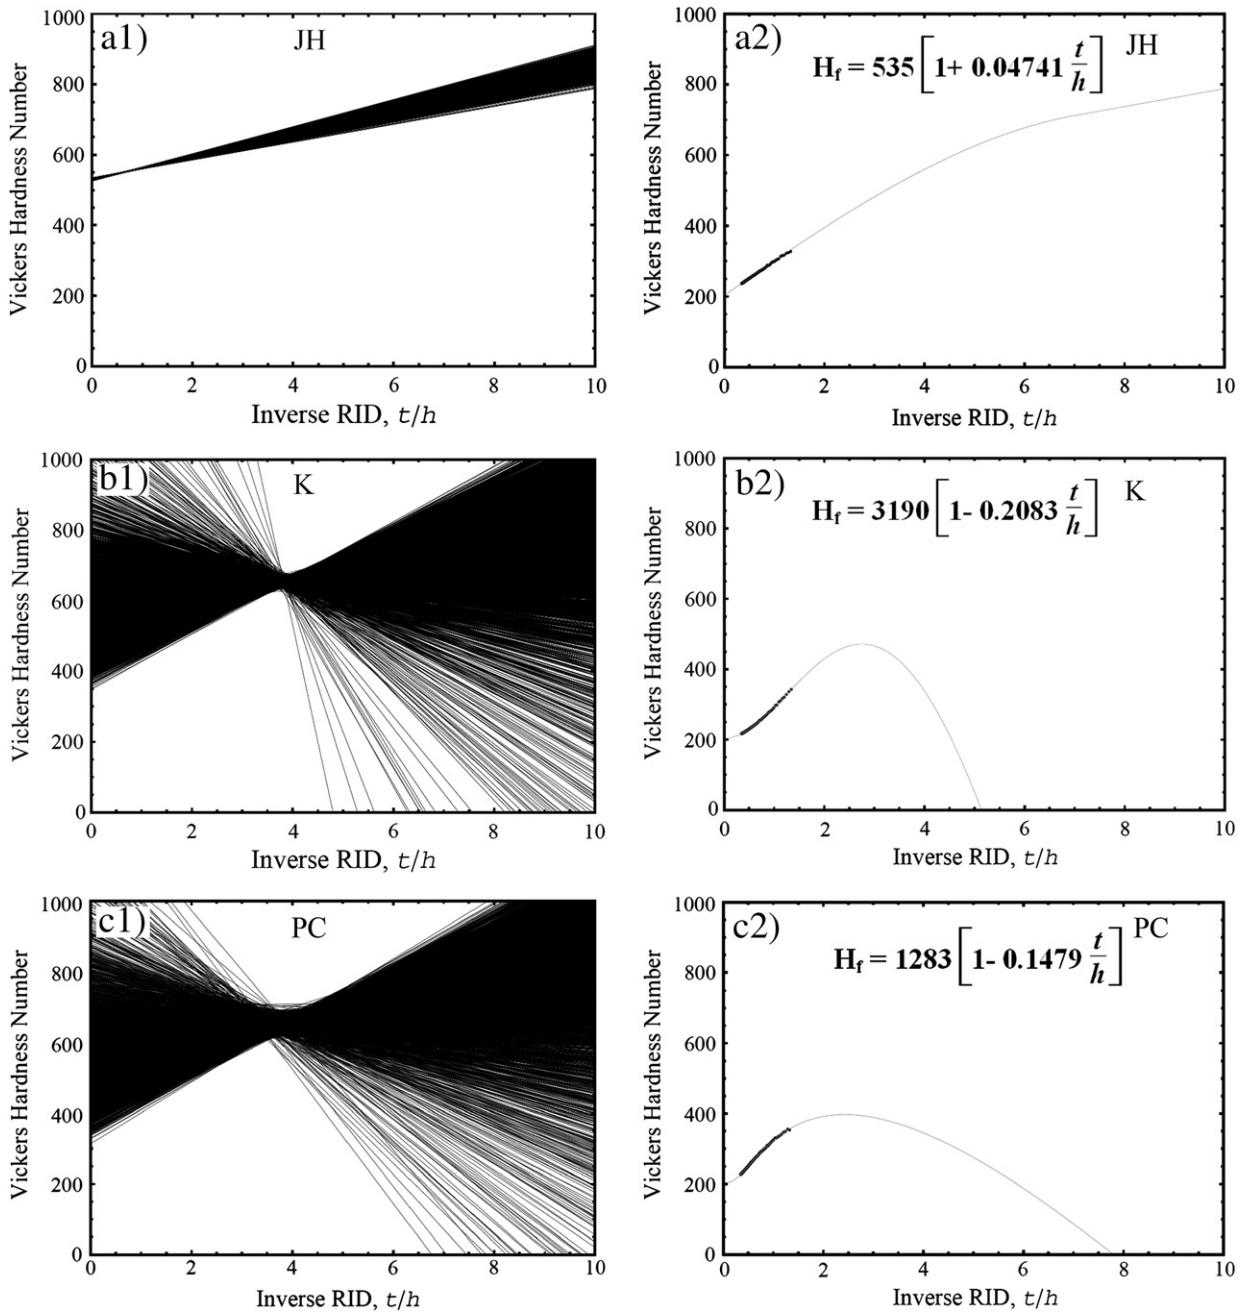 a1) JH
Vickers Hardness Number
1000
800
600
400
200
0
0 2 4 6 8 10
Inverse RID, t/h
a2) JH
H_f = 535 [1+ 0.04741 t/h]
Vickers Hardness Number
1000
800
600
400
200
0
0 2 4 6 8 10
Inverse RID, t/h
b1) K
Vickers Hardness Number
1000
800
600
400
200
0
0 2 4 6 8 10
Inverse RID, t/h
b2) K
H_f = 3190 [1- 0.2083 t/h]
Vickers Hardness Number
1000
800
600
400
200
0
0 2 4 6 8 10
Inverse RID, t/h
c1) PC
Vickers Hardness Number
1000
800
600
400
200
0
0 2 4 6 8 10
Inverse RID, t/h
c2) PC
H_f = 1283 [1- 0.1479 t/h]
Vickers Hardness Number
1000
800
600
400
200
0
0 2 4 6 8 10
Inverse RID, t/h